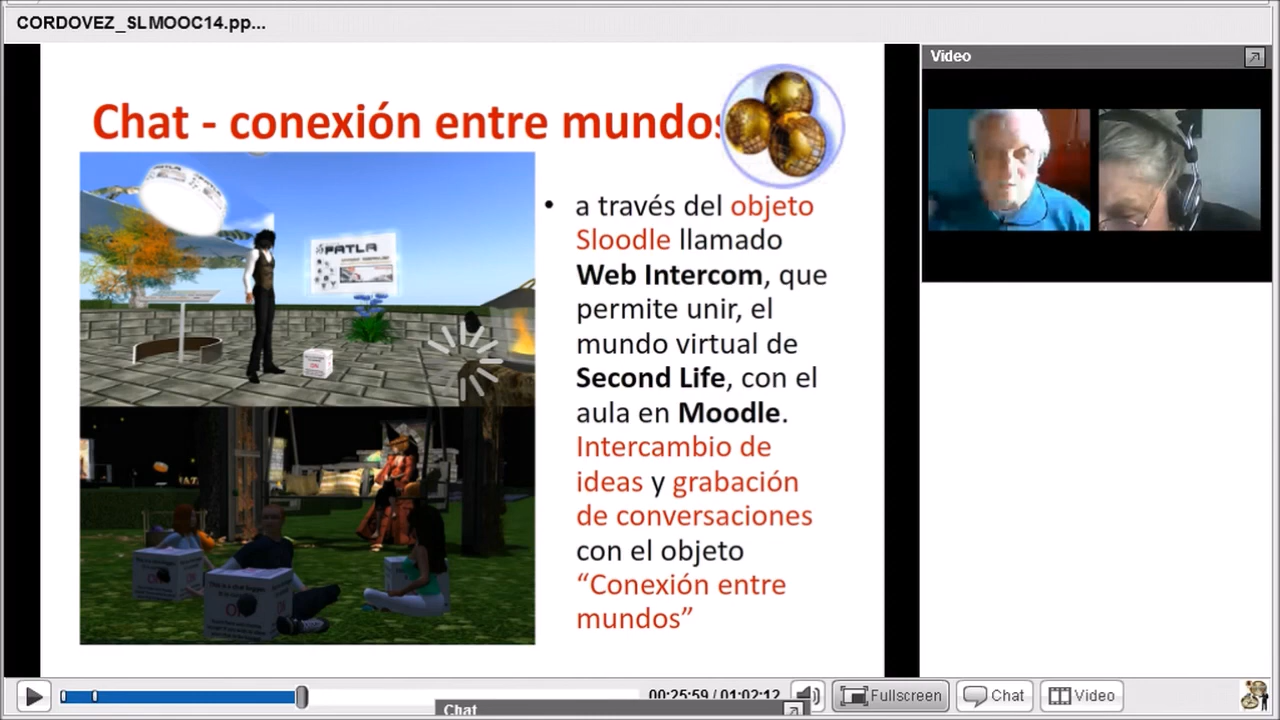 CORDOVEZ_SLMOOC14.pp...
Video
Chat - conexión entre mundos
PATLA
• a través del objeto
Sloodle llamado
Web Intercom, que
permite unir, el
mundo virtual de
Second Life, con el
aula en Moodle.
Intercambio de
ideas y grabación
de conversaciones
con el objeto
“Conexión entre
mundos”
00:25:59 / 01:02:12
Fullscreen
Chat
Video
Chat